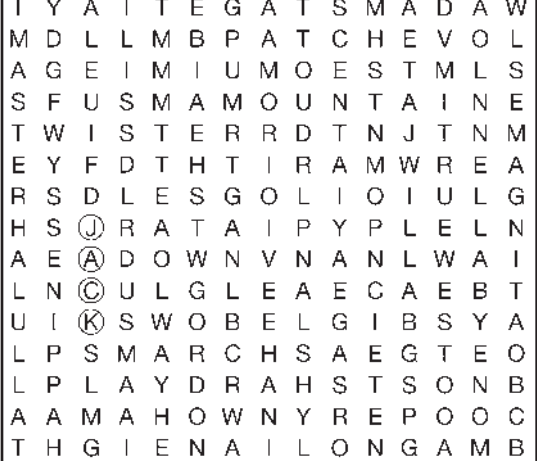 I Y A I T E G A T S M A D A W
M D L L M B P A T C H E V O L
A G E I M I U M O E S T M L S
S F U S M A M O U N T A I N E
T W I S T E R R D T N J T N M
E Y F D T H T I R A M W R E A
R S D L E S G O L I O I U L G
H S J R A T A I P Y P L E L N
A E A D O W N V N A N L W A I
L N C U L G L E A E C A E B T
U I K S W O B E L G I B S Y A
L P S M A R C H S A E G T E O
L P L A Y D R A H S T S O N B
A A M A H O W N Y R E P O O C
T H G I E N A I L O N G A M B